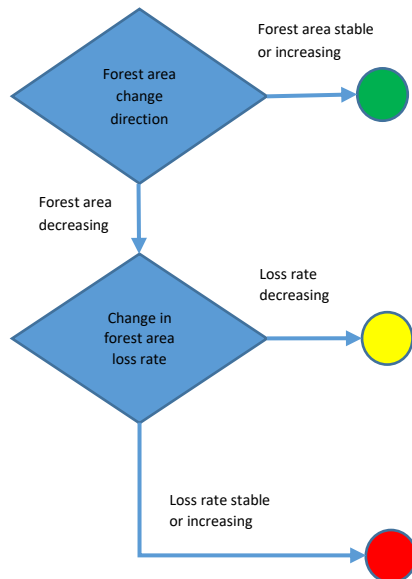 Forest area stable
or increasing
Forest area
change
direction
Forest area
decreasing
Loss rate
decreasing
Change in
forest area
loss rate
Loss rate stable
or increasing